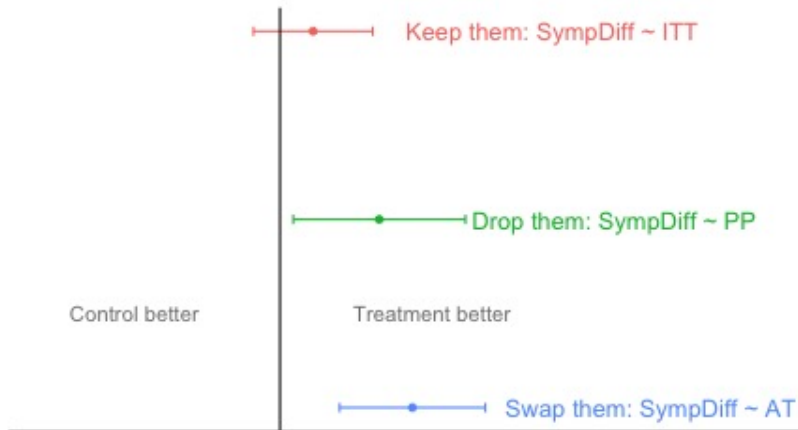 Keep them: SympDiff ~ ITT
Drop them: SympDiff ~ PP
Control better
Treatment better
Swap them: SympDiff ~ AT